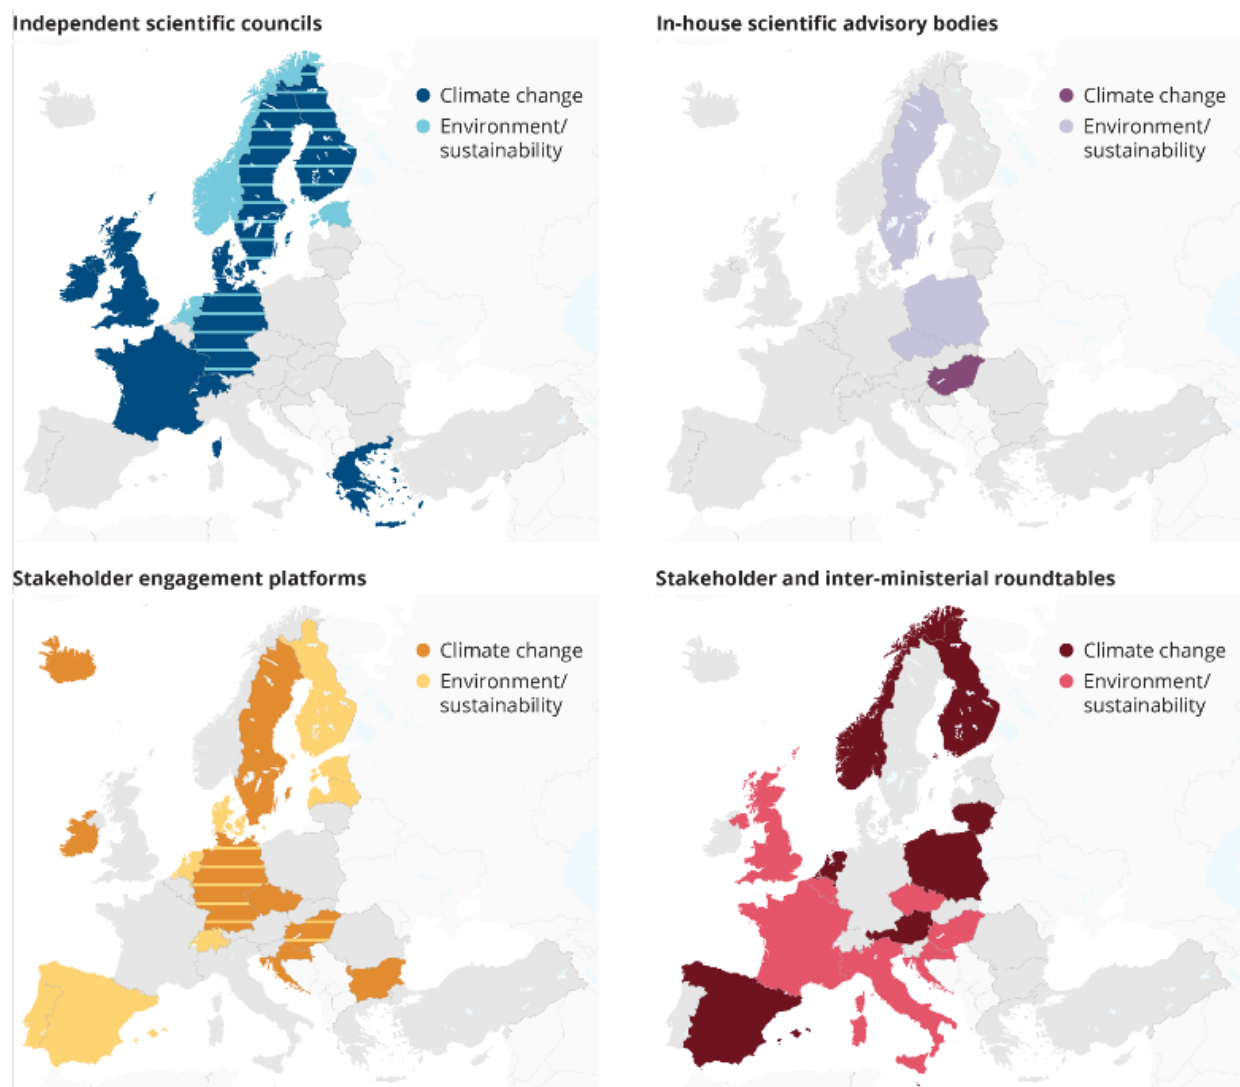 Independent scientific councils
Climate change
Environment/
sustainability
In-house scientific advisory bodies
Climate change
Environment/
sustainability
Stakeholder engagement platforms
Climate change
Environment/
sustainability
Stakeholder and inter-ministerial roundtables
Climate change
Environment/
sustainability